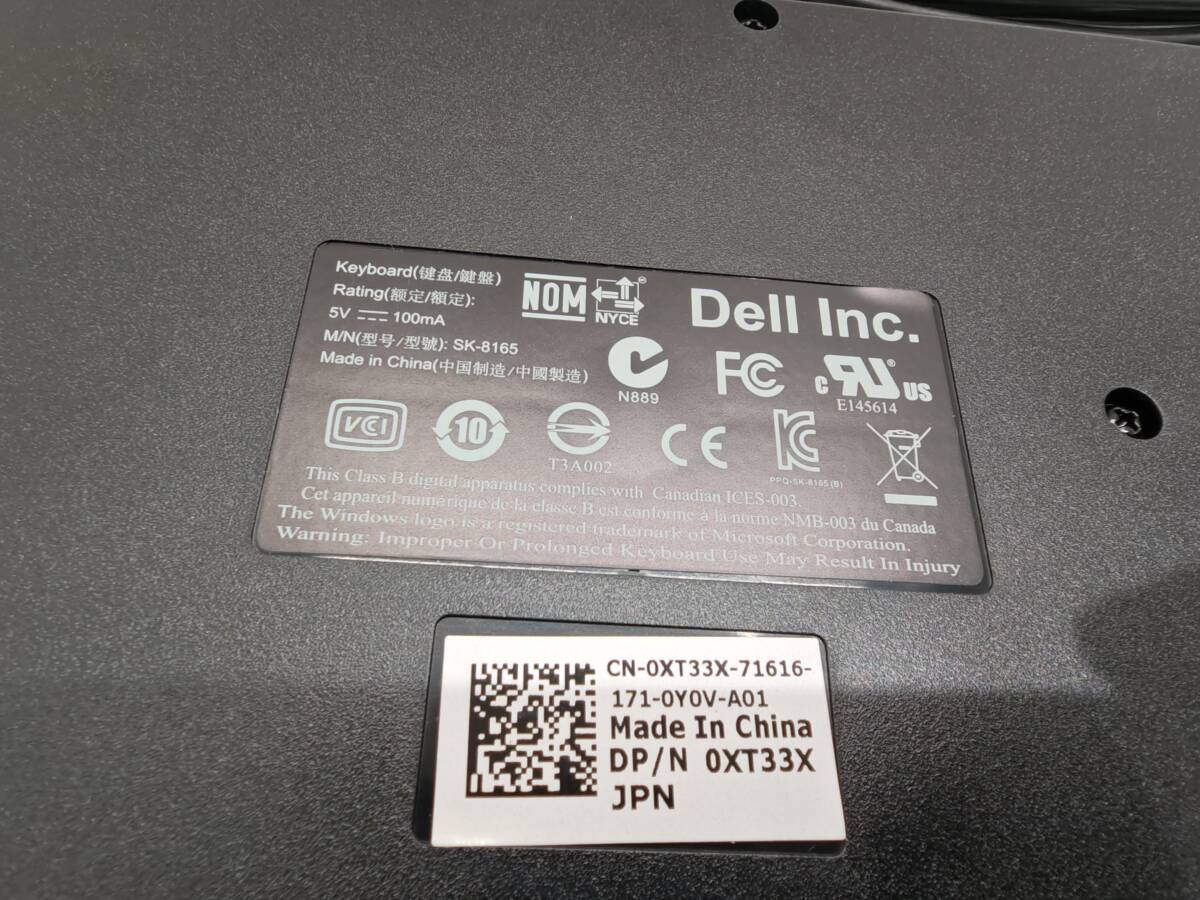 Keyboard(键盘/鍵盤)
Rating(额定/額定):
5V 100mA
M/N(型号/型號): SK-8165
Made in China(中国制造/中國製造)
NOM
NYCE
Dell Inc.
N889
FC
c UL US
E145614
VCI
10
T3A002
CE
KC
PPQ-SK-8165 (B)
This Class B digital apparatus complies with Canadian ICES-003
Cet appareil numérique de la classe B est conforme à la norme NMB-003 du Canada
The Windows logo is a registered trademark of Microsoft Corporation.
Warning: Improper Or Prolonged Keyboard Use May Result In Injury
CN-0XT33X-71616-
171-0Y0V-A01
Made In China
DP/N 0XT33X
JPN